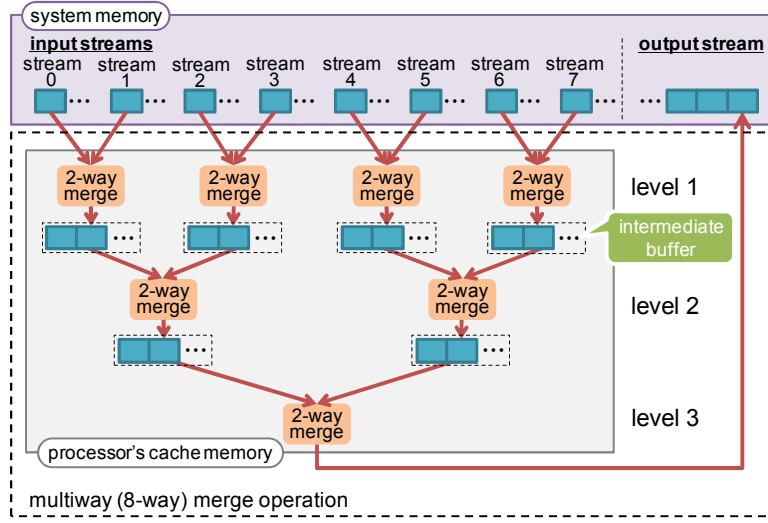 system memory
input streams
output stream
stream
0
stream
1
stream
2
stream
3
stream
4
stream
5
stream
6
stream
7
... ... ... ... ... ... ... ... ...
2-way
merge
2-way
merge
2-way
merge
2-way
merge
level 1
... ... ... ...
intermediate
buffer
2-way
merge
2-way
merge
level 2
... ...
2-way
merge
level 3
processor's cache memory
multiway (8-way) merge operation